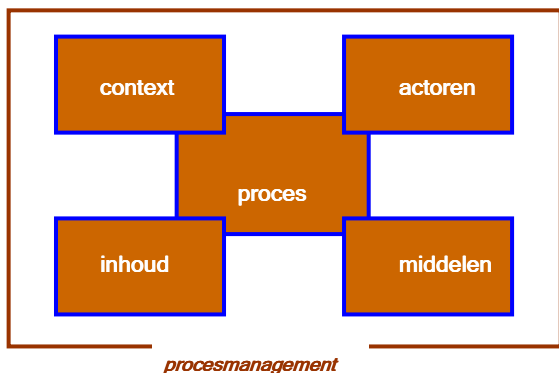 context
actoren
proces
inhoud
middelen
procesmanagement